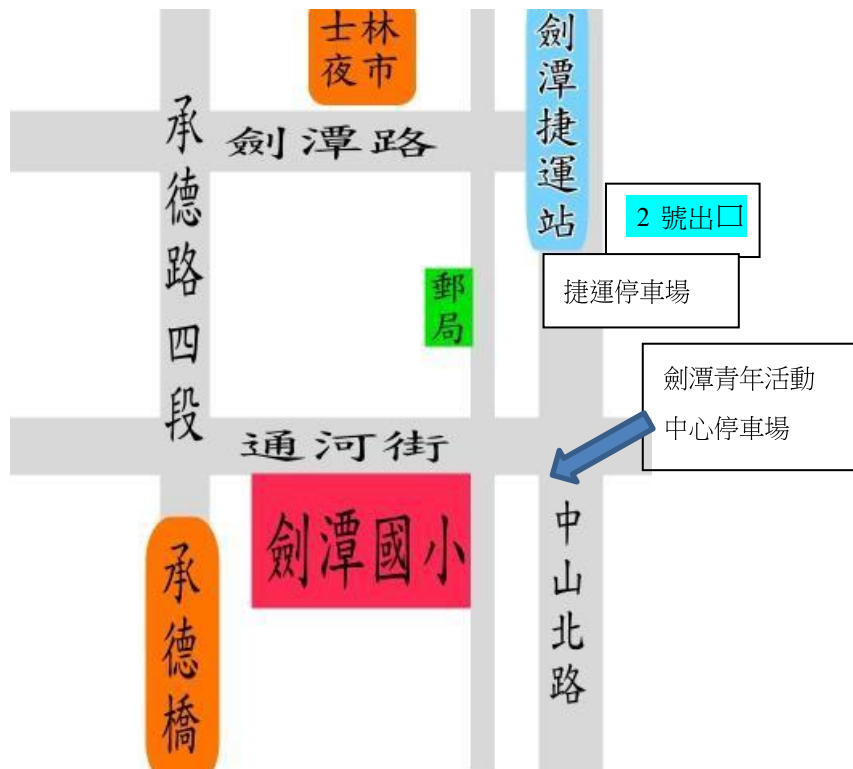 士林
夜市
劍潭捷運站
承德路四段
劍潭路
2 號出口
捷運停車場
郵局
劍潭青年活動
中心停車場
通河街
劍潭國小
中山北路
承德橋